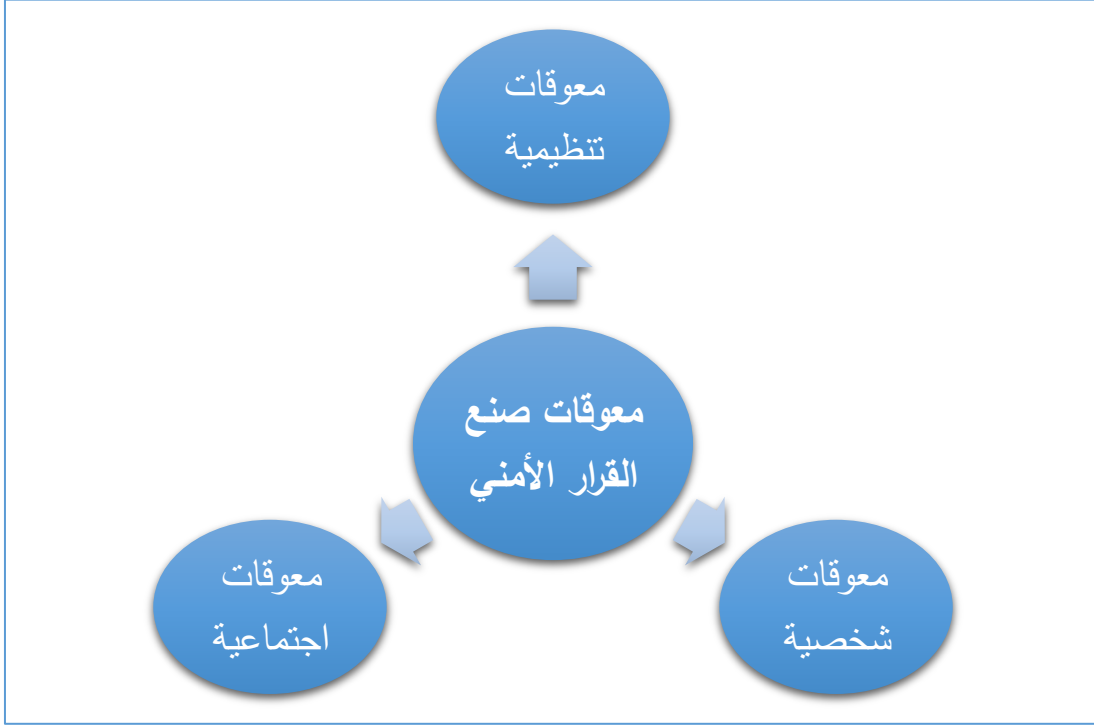 معوقات
تنظيمية
معوقات صنع
القرار الأمني
معوقات
شخصية
معوقات
اجتماعية